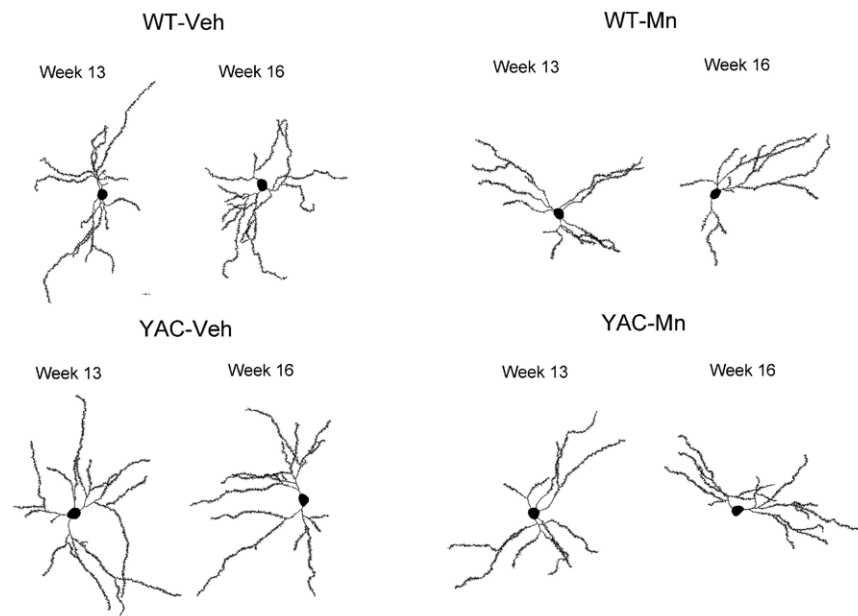 WT-Veh
WT-Mn
Week 13
Week 16
Week 13
Week 16
YAC-Veh
YAC-Mn
Week 13
Week 16
Week 13
Week 16